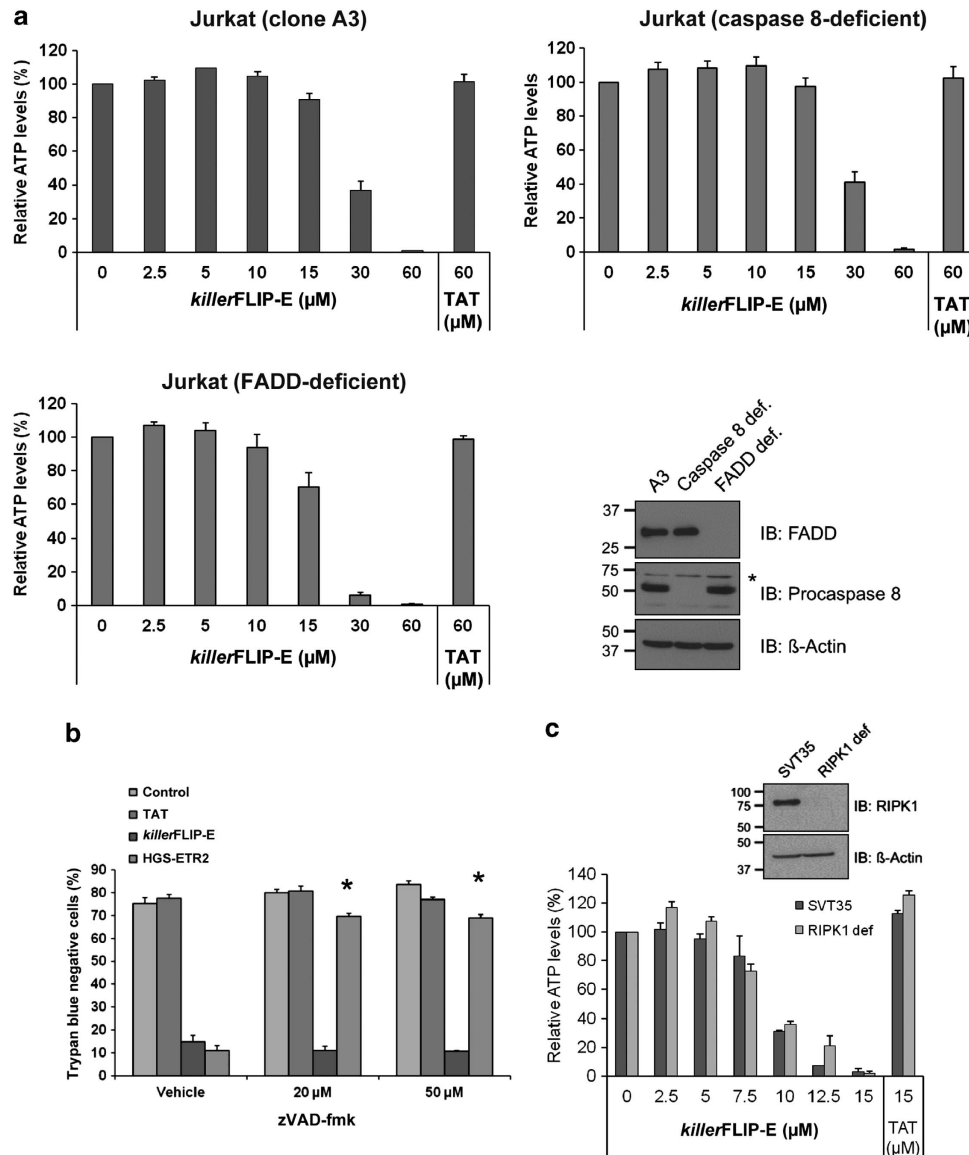 a
Jurkat (clone A3)
Relative ATP levels (%)
120
100
80
60
40
20
0
0 2.5 5 10 15 30 60 60
killerFLIP-E (µM) TAT
(µM)
Jurkat (caspase 8-deficient)
Relative ATP levels
120
100
80
60
40
20
0
0 2.5 5 10 15 30 60 60
killerFLIP-E (µM) TAT
(µM)
Jurkat (FADD-deficient)
Relative ATP levels (%)
120
100
80
60
40
20
0
0 2.5 5 10 15 30 60 60
killerFLIP-E (µM) TAT
(µM)
A3 Caspase 8 def. FADD def.
37
25
IB: FADD
75
50
*
IB: Procaspase 8
50
37
IB: ß-Actin
b
Control
TAT
killerFLIP-E
HGS-ETR2
Trypan blue negative cells (%)
90
80
70
60
50
40
30
20
10
0
* *
Vehicle 20 µM 50 µM
zVAD-fmk
c
SVT35 RIPK1 def
100
75
50
IB: RIPK1
50
37
IB: ß-Actin
SVT35
RIPK1 def
Relative ATP levels (%)
140
120
100
80
60
40
20
0
0 2.5 5 7.5 10 12.5 15 15
killerFLIP-E (µM) TAT
(µM)